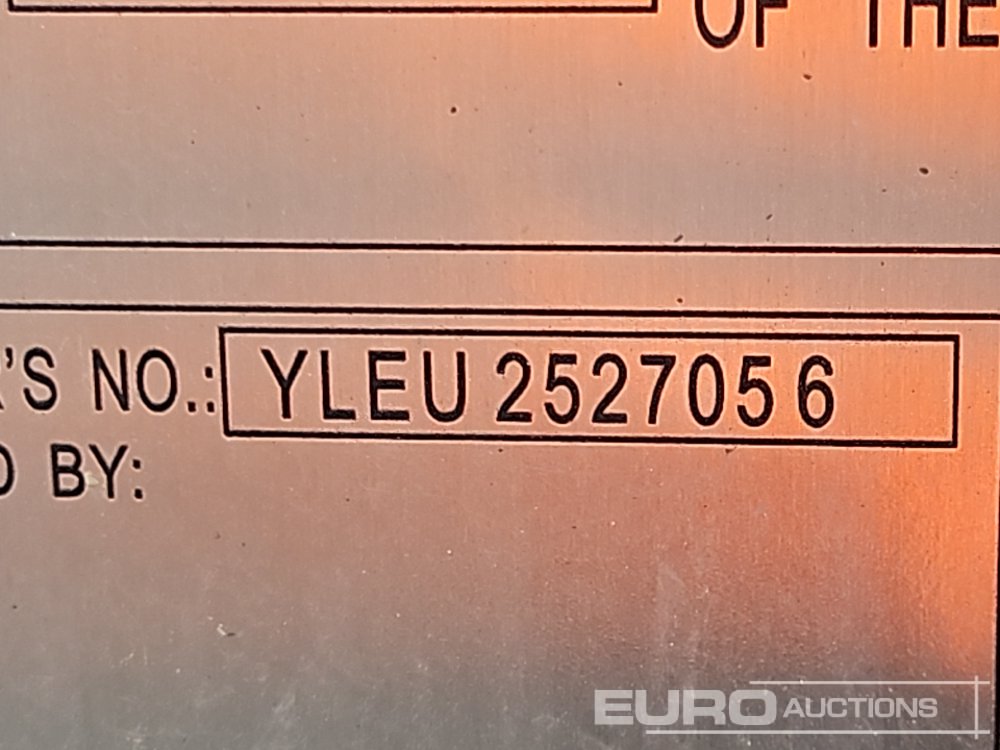 OF THE
'S NO.: YLEU 2527056
BY:
EURO AUCTIONS